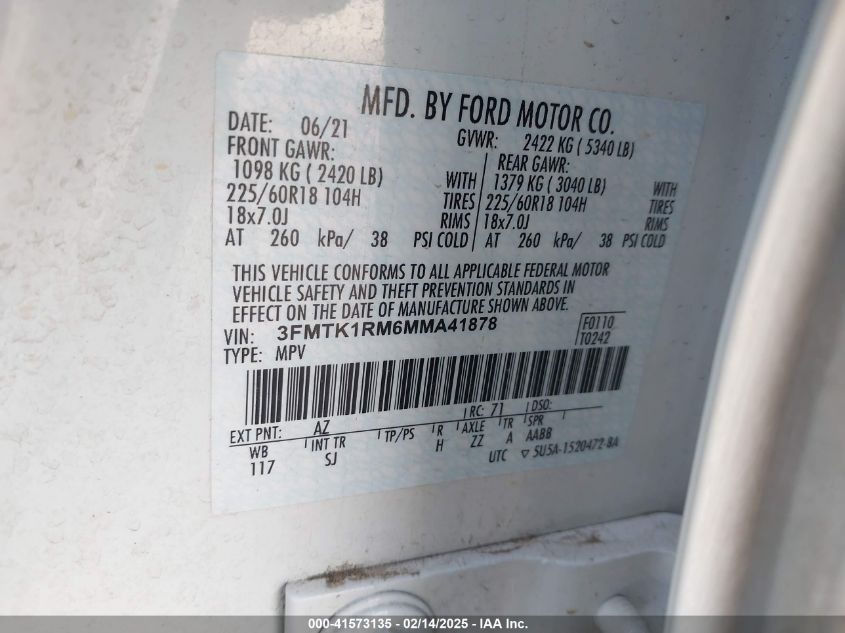 MFD. BY FORD MOTOR CO.
DATE: 06/21 GVWR: 2422 KG ( 5340 LB)
FRONT GAWR: REAR GAWR:
1098 KG ( 2420 LB) WITH 1379 KG ( 3040 LB) WITH
225/60R18 104H TIRES 225/60R18 104H TIRES
18x7.0J RIMS 18x7.0J RIMS
AT 260 kPa/ 38 PSI COLD AT 260 kPa/ 38 PSI COLD
THIS VEHICLE CONFORMS TO ALL APPLICABLE FEDERAL MOTOR
VEHICLE SAFETY AND THEFT PREVENTION STANDARDS IN
EFFECT ON THE DATE OF MANUFACTURE SHOWN ABOVE.
VIN: 3FMTK1RM6MMA41878 F0110
TYPE: MPV T0242
EXT PNT: AZ RC: 71 DSO:
WB INT TR TP/PS R AXLE TR SPR
117 SJ H ZZ A AABB
UTC ▽ SU5A-1520472-BA
000-41573135 - 02/14/2025 - IAA Inc.